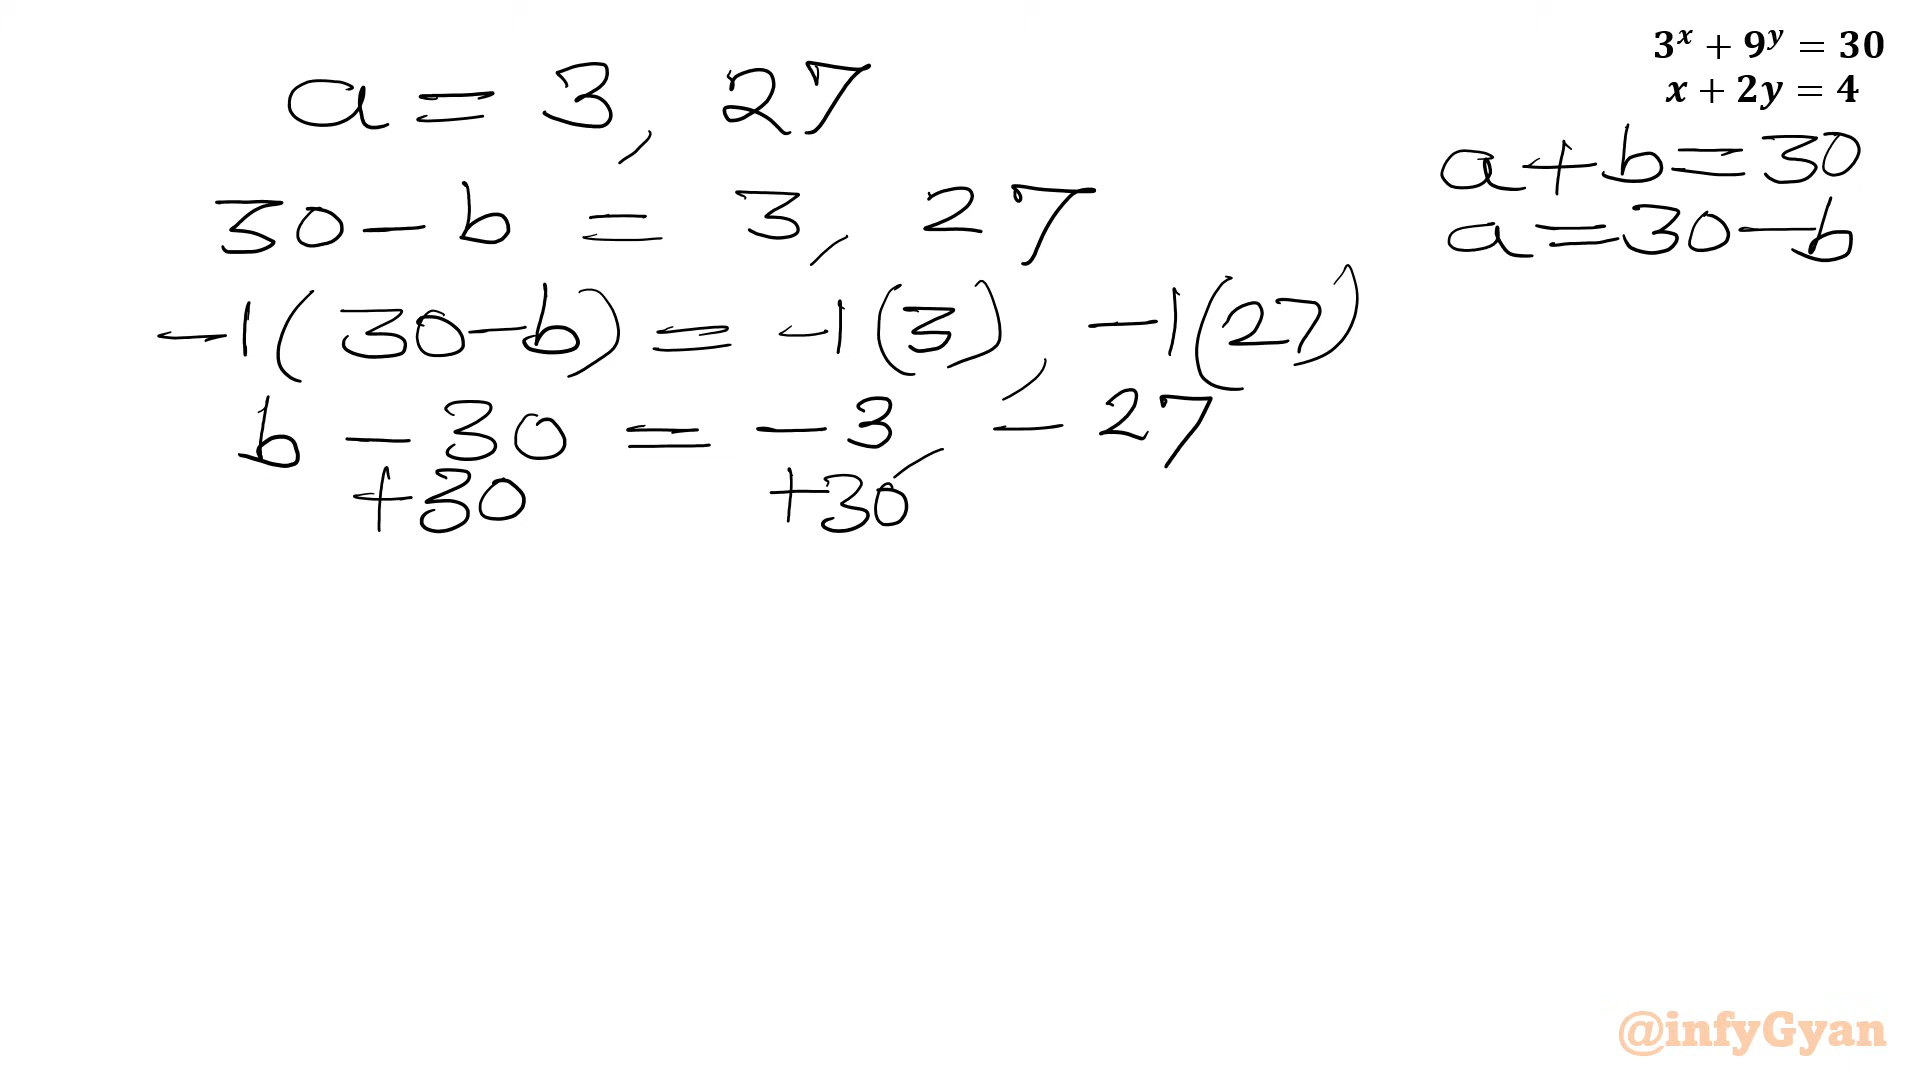 3^x + 9^y = 30
x + 2y = 4
a + b = 30
a = 30 - b
a = 3, 27
30 - b = 3, 27
-1(30 - b) = -1(3), -1(27)
b - 30 = -3, -27
+30 +30
@infyGyan